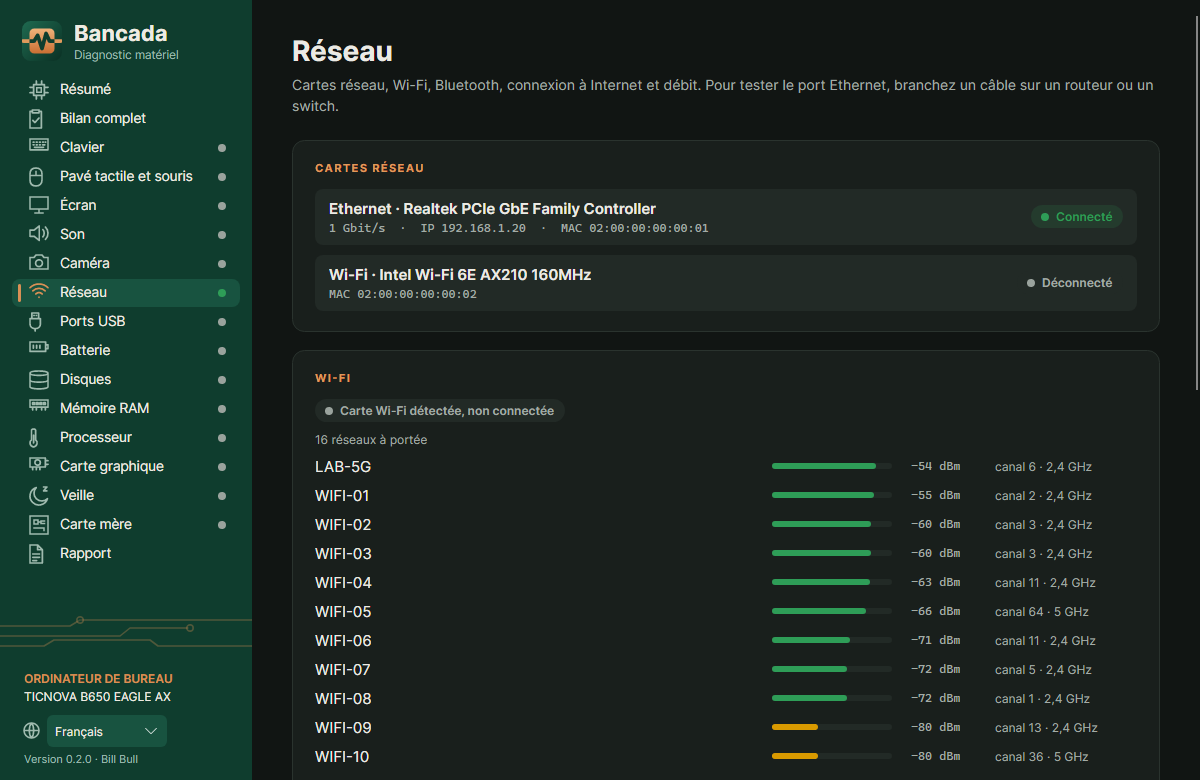 Bancada
Diagnostic matériel
Résumé
Bilan complet
Clavier
Pavé tactile et souris
Écran
Son
Caméra
Réseau
Ports USB
Batterie
Disques
Mémoire RAM
Processeur
Carte graphique
Veille
Carte mère
Rapport
ORDINATEUR DE BUREAU
TICNOVA B650 EAGLE AX
Français
Version 0.2.0 · Bill Bull
Réseau
Cartes réseau, Wi-Fi, Bluetooth, connexion à Internet et débit. Pour tester le port Ethernet, branchez un câble sur un routeur ou un
switch.
CARTES RÉSEAU
Ethernet · Realtek PCIe GbE Family Controller
1 Gbit/s · IP 192.168.1.20 · MAC 02:00:00:00:00:01
Connecté
Wi-Fi · Intel Wi-Fi 6E AX210 160MHz
MAC 02:00:00:00:00:02
Déconnecté
WI-FI
Carte Wi-Fi détectée, non connectée
16 réseaux à portée
LAB-5G −54 dBm canal 6 · 2,4 GHz
WIFI-01 −55 dBm canal 2 · 2,4 GHz
WIFI-02 −60 dBm canal 3 · 2,4 GHz
WIFI-03 −60 dBm canal 3 · 2,4 GHz
WIFI-04 −63 dBm canal 11 · 2,4 GHz
WIFI-05 −66 dBm canal 64 · 5 GHz
WIFI-06 −71 dBm canal 11 · 2,4 GHz
WIFI-07 −72 dBm canal 5 · 2,4 GHz
WIFI-08 −72 dBm canal 1 · 2,4 GHz
WIFI-09 −80 dBm canal 13 · 2,4 GHz
WIFI-10 −80 dBm canal 36 · 5 GHz